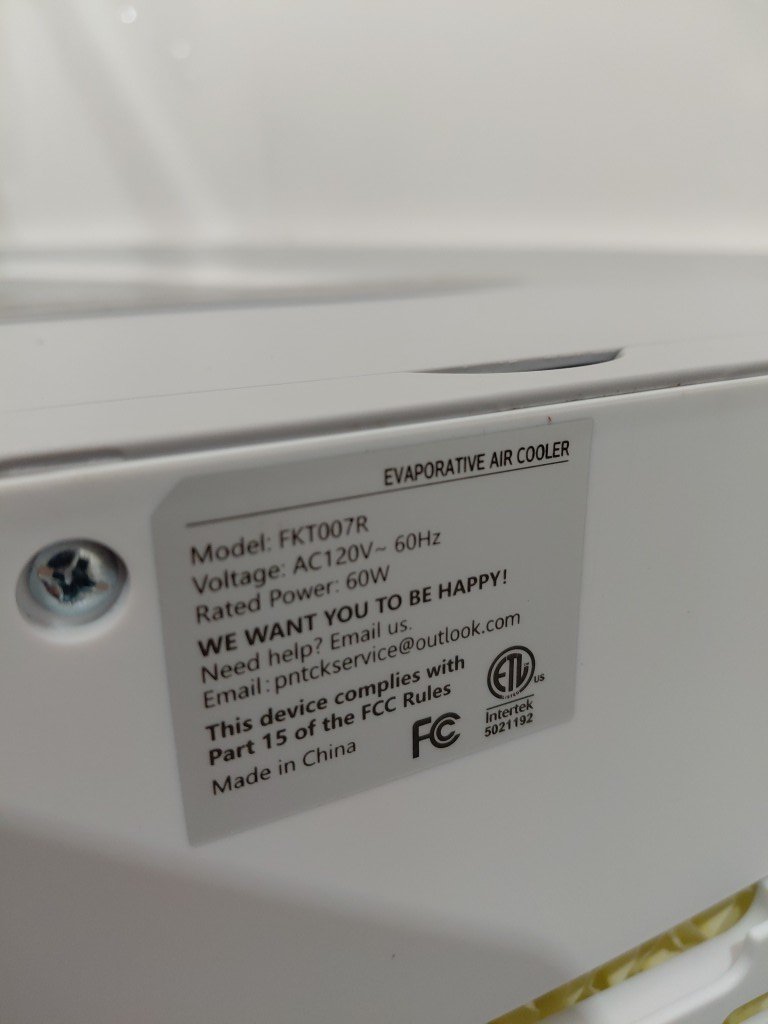 EVAPORATIVE AIR COOLER
Model: FKT007R
Voltage: AC120V~ 60Hz
Rated Power: 60W
WE WANT YOU TO BE HAPPY!
Need help? Email us.
Email: pntckservice@outlook.com
This device complies with
Part 15 of the FCC Rules
Made in China
FC
ETL
LISTED
US
Intertek
5021192